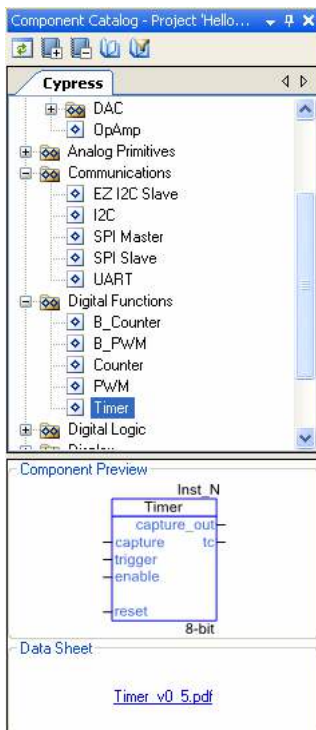 Component Catalog - Project 'Hello...
Cypress
DAC
OpAmp
Analog Primitives
Communications
EZ I2C Slave
I2C
SPI Master
SPI Slave
UART
Digital Functions
B_Counter
B_PWM
Counter
PWM
Timer
Digital Logic
Display
Component Preview
Inst_N
Timer
capture_out
capture tc
trigger
enable
reset
8-bit
Data Sheet
Timer_v0_5.pdf